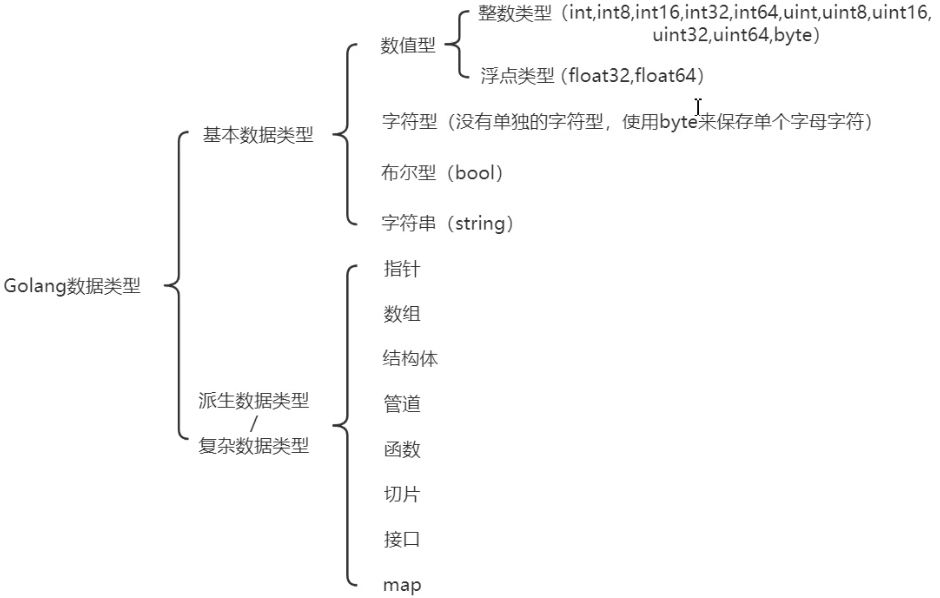 整数类型（int,int8,int16,int32,int64,uint,uint8,uint16,
uint32,uint64,byte）
数值型
浮点类型（float32,float64）
字符型（没有单独的字符型，使用byte来保存单个字母字符）
基本数据类型
布尔型（bool）
字符串（string）
指针
Golang数据类型
数组
结构体
派生数据类型
/
复杂数据类型
管道
函数
切片
接口
map